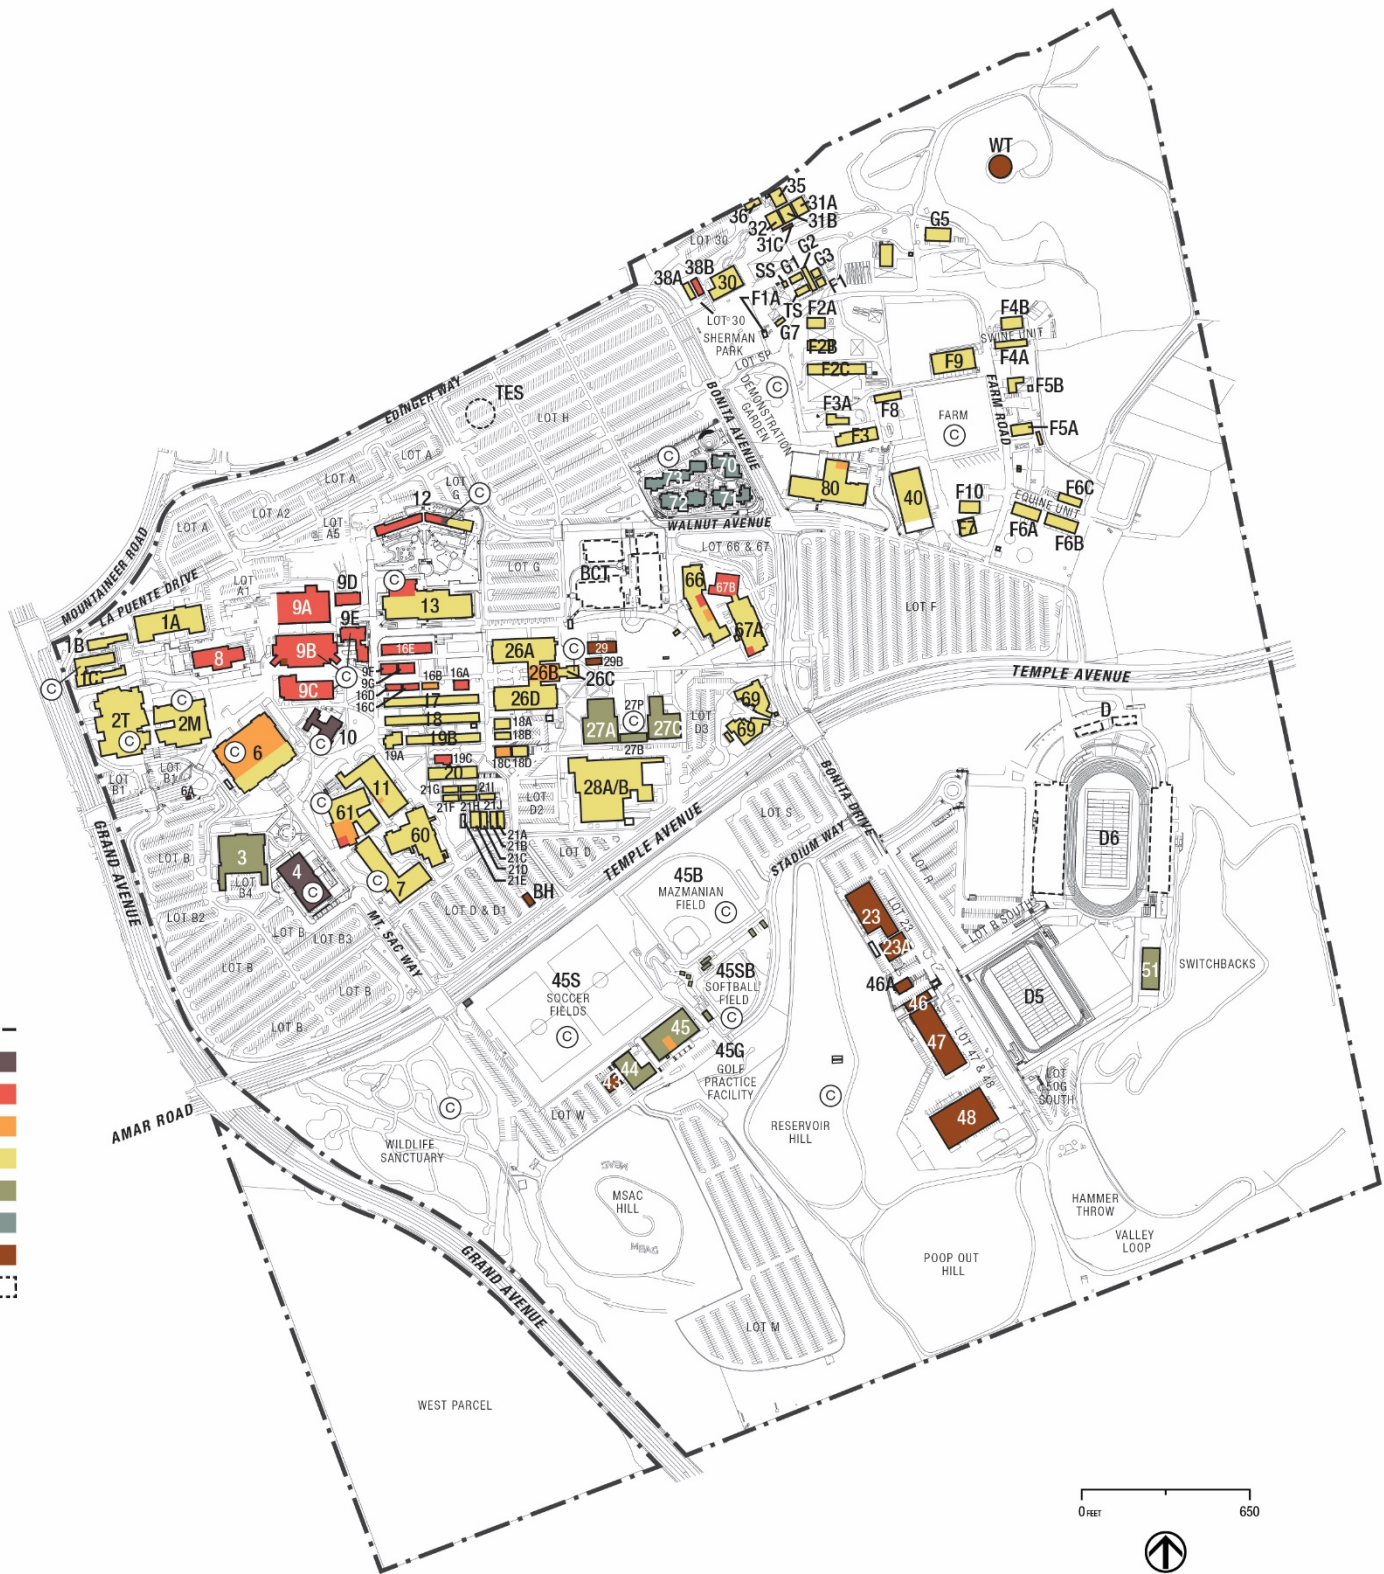 WT
35
36
31A
32
31B
31C
G5
LOT 30
G2
38B
SS
G1
G3
38A
30
F1
F1A
TS
LOT 30
F2A
G7
F4B
SHERMAN
PARK
F2B
SWINE UNIT
F4A
LOT SP
F2C
F9
EDINGER WAY
TES
BONITA AVENUE
DEMONSTRATION
GARDEN
C
FARM ROAD
F5B
LOT H
F3A
F8
FARM
C
F5A
F3
LOT A
C
73
70
LOT A
LOT
G
C
72
71
80
40
F10
F6C
EQUINE UNIT
F7
F6A
F6B
LOT A2
LOT A
LOT
A5
12
WALNUT AVENUE
MOUNTAINEER ROAD
LA PUENTE DRIVE
LOT G
LOT 66 & 67
BCT
LOT
A1
9D
C
66
67B
LOT F
9A
13
1A
9E
67A
1B
8
9B
16E
26A
C
29
29B
TEMPLE AVENUE
1C
C
C
9F
9G
16B
16A
26B
26C
16D
16C
9C
17
26D
2T
C
C
2M
10
C
18
18A
27P
27A
C
27C
LOT
D3
69
69
D
C
6
19A
19B
18B
27B
19C
18C
18D
LOT
B1
LOT
B1
6A
11
20
28A/B
BONITA DRIVE
21G
21I
C
61
21F
21H
21J
LOT
D2
LOT S
D6
GRAND AVENUE
60
21A
21B
21C
21D
21E
LOT D
TEMPLE AVENUE
STADIUM WAY
LOT R
LOT B
3
4
C
7
C
LOT
B4
BH
45B
MAZMANIAN
FIELD
C
LOT B2
LOT B
LOT B3
MT. SAC WAY
LOT D & D1
23
LOT 23
LOT R SOUTH
23A
LOT B
LOT B
45S
SOCCER
FIELDS
C
45SB
SOFTBALL
FIELD
C
46A
46
D5
51
SWITCHBACKS
LOT B
45
47
LOT 47 & 48
45G
GOLF
PRACTICE
FACILITY
44
43
LOT
50G
SOUTH
AMAR ROAD
C
LOT W
C
RESERVOIR
HILL
48
WILDLIFE
SANCTUARY
MSAC
MSAC
HILL
MSAC
HAMMER
THROW
VALLEY
LOOP
POOP OUT
HILL
GRAND AVENUE
LOT M
WEST PARCEL
0 FEET
650